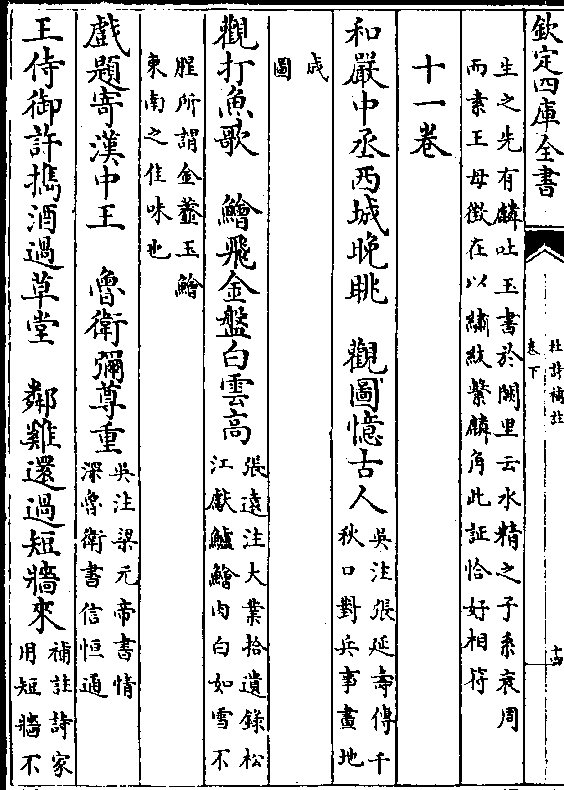 欽定四庫全書
杜詩補註
卷下
十四
生之先有麟吐玉書於闕里云水精之子系衰周
而素王母徴在以繡紋繫麟角此証恰好相符
十一卷
和嚴中丞西城晚眺　觀圖憶古人
吳注張延壽傳千
秋口對兵事畫地
成
圖
觀打魚歌　鱠飛金盤白雲高
張遠注大業拾遺録松
江獻鱸鱠肉白如雪不
腥所謂金虀玉鱠
東南之佳味也
戲題寄漢中王　魯衛彌尊重
吳注梁元帝書情
深魯衛書信恒通
王侍御許擕酒過草堂　鄰雞還過短牆來
補註詩家
用短牆不